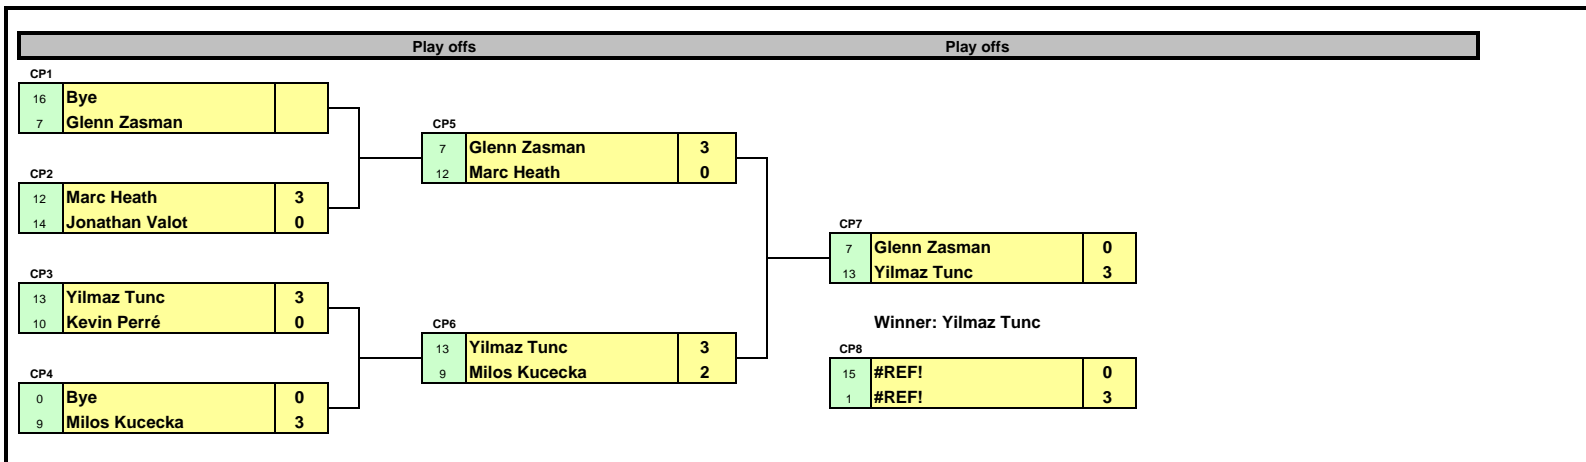 Play offs Play offs
CP1
16 Bye
7 Glenn Zasman
CP2
12 Marc Heath 3
14 Jonathan Valot 0
CP3
13 Yilmaz Tunc 3
10 Kevin Perré 0
CP4
0 Bye 0
9 Milos Kucecka 3
CP5
7 Glenn Zasman 3
12 Marc Heath 0
CP6
13 Yilmaz Tunc 3
9 Milos Kucecka 2
CP7
7 Glenn Zasman 0
13 Yilmaz Tunc 3
Winner: Yilmaz Tunc
CP8
15 #REF! 0
1 #REF! 3